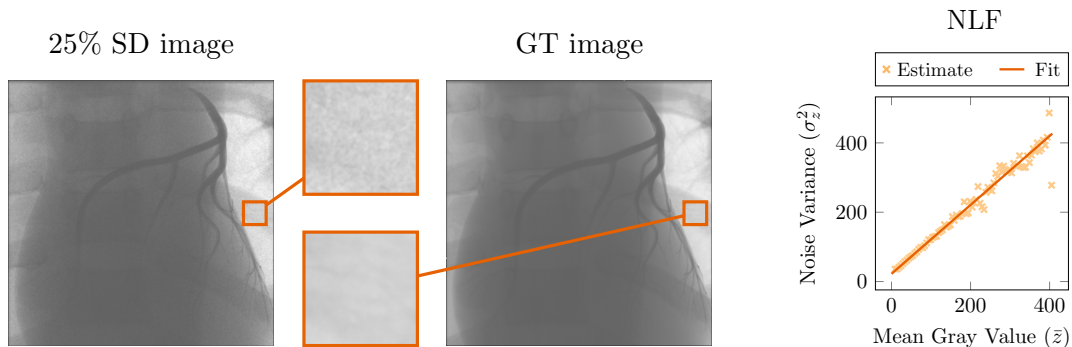 25% SD image
GT image
NLF
Estimate
Fit
Noise Variance (σ_z^2)
400
200
0
0 200 400
Mean Gray Value (z̄)